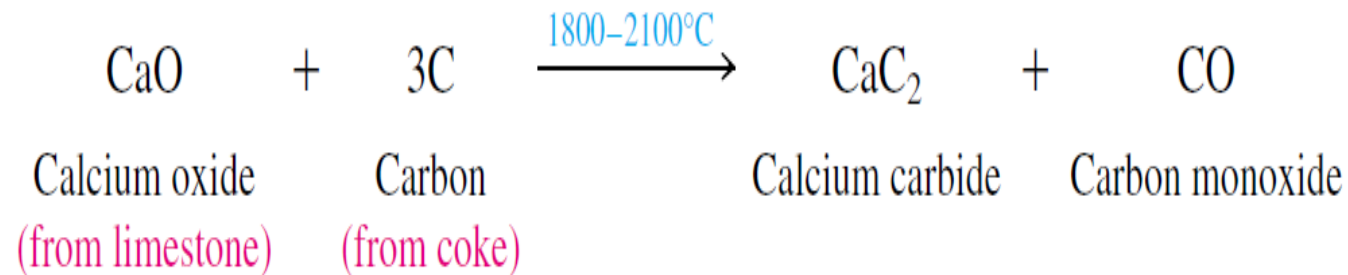 1800–2100°C
CaO + 3C ⟶ CaC₂ + CO
Calcium oxide Carbon Calcium carbide Carbon monoxide
(from limestone) (from coke)